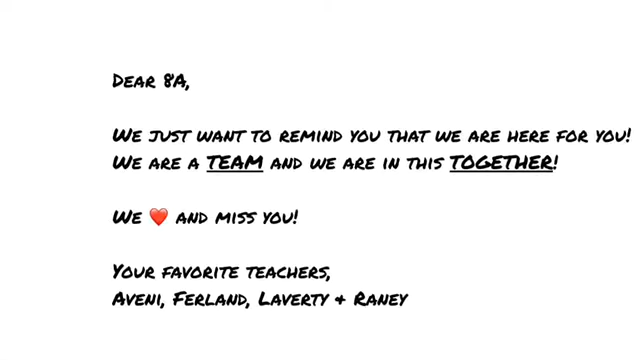 Dear 8A,
We just want to remind you that we are here for you!
We are a TEAM and we are in this TOGETHER!
We ❤️ and miss you!
Your favorite teachers,
Aveni, Ferland, Laverty & Raney